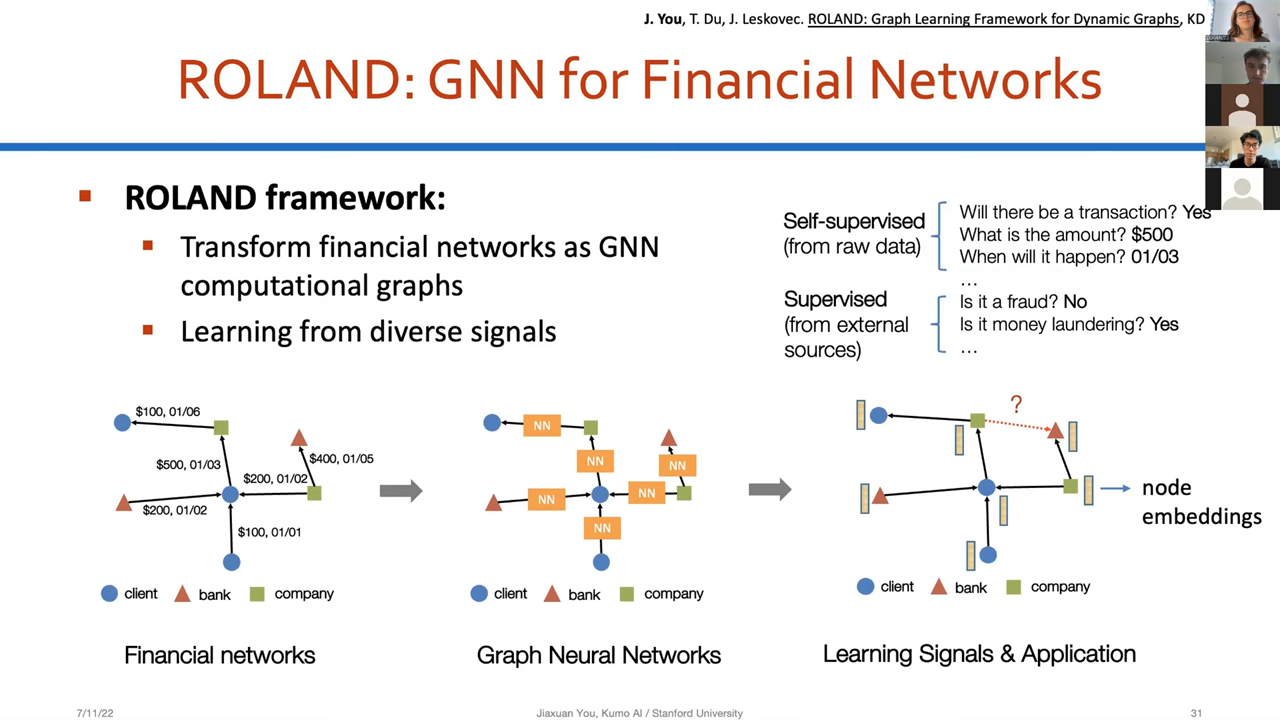 J. You, T. Du, J. Leskovec. ROLAND: Graph Learning Framework for Dynamic Graphs, KD
ROLAND: GNN for Financial Networks
ROLAND framework:
Transform financial networks as GNN
computational graphs
Learning from diverse signals
Self-supervised
(from raw data)
Will there be a transaction? Yes
What is the amount? $500
When will it happen? 01/03
...
Supervised
(from external
sources)
Is it a fraud? No
Is it money laundering? Yes
...
$100, 01/06
$500, 01/03
$400, 01/05
$200, 01/02
$200, 01/02
$100, 01/01
client bank company
Financial networks
NN
NN
NN
NN
NN
NN
client bank company
Graph Neural Networks
?
node
embeddings
client bank company
Learning Signals & Application
7/11/22
Jiaxuan You, Kumo AI / Stanford University
31